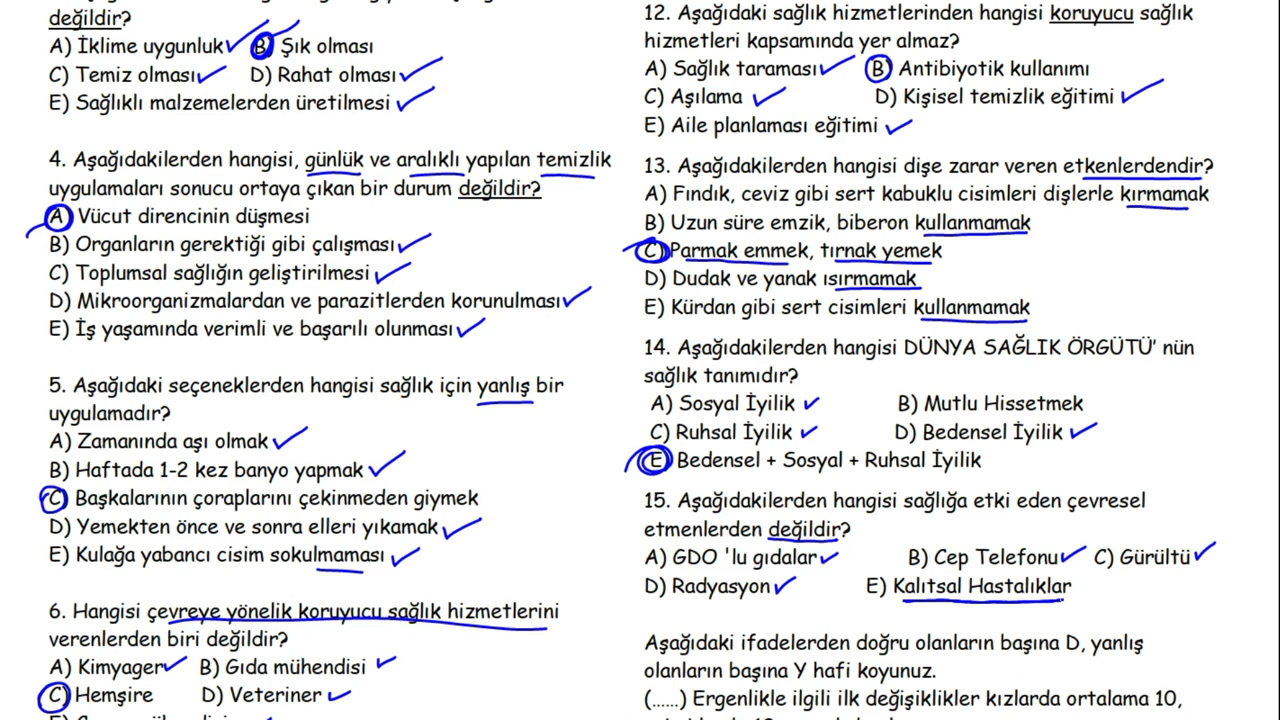 değildir?
A) İklime uygunluk B) Şık olması
C) Temiz olması D) Rahat olması
E) Sağlıklı malzemelerden üretilmesi
4. Aşağıdakilerden hangisi, günlük ve aralıklı yapılan temizlik
uygulamaları sonucu ortaya çıkan bir durum değildir?
A) Vücut direncinin düşmesi
B) Organların gerektiği gibi çalışması
C) Toplumsal sağlığın geliştirilmesi
D) Mikroorganizmalardan ve parazitlerden korunulması
E) İş yaşamında verimli ve başarılı olunması
5. Aşağıdaki seçeneklerden hangisi sağlık için yanlış bir
uygulamadır?
A) Zamanında aşı olmak
B) Haftada 1-2 kez banyo yapmak
C) Başkalarının çoraplarını çekinmeden giymek
D) Yemekten önce ve sonra elleri yıkamak
E) Kulağa yabancı cisim sokulmaması
6. Hangisi çevreye yönelik koruyucu sağlık hizmetlerini
verenlerden biri değildir?
A) Kimyager B) Gıda mühendisi
C) Hemşire D) Veteriner
12. Aşağıdaki sağlık hizmetlerinden hangisi koruyucu sağlık
hizmetleri kapsamında yer almaz?
A) Sağlık taraması B) Antibiyotik kullanımı
C) Aşılama D) Kişisel temizlik eğitimi
E) Aile planlaması eğitimi
13. Aşağıdakilerden hangisi dişe zarar veren etkenlerdendir?
A) Fındık, ceviz gibi sert kabuklu cisimleri dişlerle kırmamak
B) Uzun süre emzik, biberon kullanmamak
C) Parmak emmek, tırnak yemek
D) Dudak ve yanak ısırmamak
E) Kürdan gibi sert cisimleri kullanmamak
14. Aşağıdakilerden hangisi DÜNYA SAĞLIK ÖRGÜTÜ' nün
sağlık tanımıdır?
A) Sosyal İyilik B) Mutlu Hissetmek
C) Ruhsal İyilik D) Bedensel İyilik
E) Bedensel + Sosyal + Ruhsal İyilik
15. Aşağıdakilerden hangisi sağlığa etki eden çevresel
etmenlerden değildir?
A) GDO 'lu gıdalar B) Cep Telefonu C) Gürültü
D) Radyasyon E) Kalıtsal Hastalıklar
Aşağıdaki ifadelerden doğru olanların başına D, yanlış
olanların başına Y hafi koyunuz.
(......) Ergenlikle ilgili ilk değişiklikler kızlarda ortalama 10,